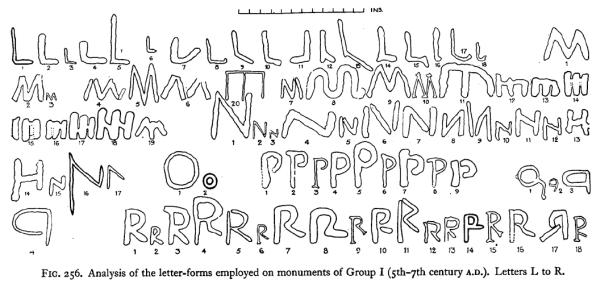 INS.
L L L L L L L L L L L L L L L L L L M
1 2 3 4 5 6 7 8 9 10 11 12 13 14 15 16 17 18 1
M M M M M M M M M M M M M M
2 3 4 5 6 20 7 8 9 10 11 12 13 14
M M M M M N N N N N N N N N N N N N
15 16 17 18 19 1 2 3 4 5 6 7 8 9 10 11 12 13
N N N N O O P P P P P P P P P Q Q Q
14 15 16 17 1 2 1 2 3 4 5 6 7 8 9 1 2 3
Q R R R R R R R R R R R R R R R R R R
4 1 2 3 4 5 6 7 8 9 10 11 12 13 14 15 16 17 18
FIG. 256. Analysis of the letter-forms employed on monuments of Group I (5th–7th century A.D.). Letters L to R.